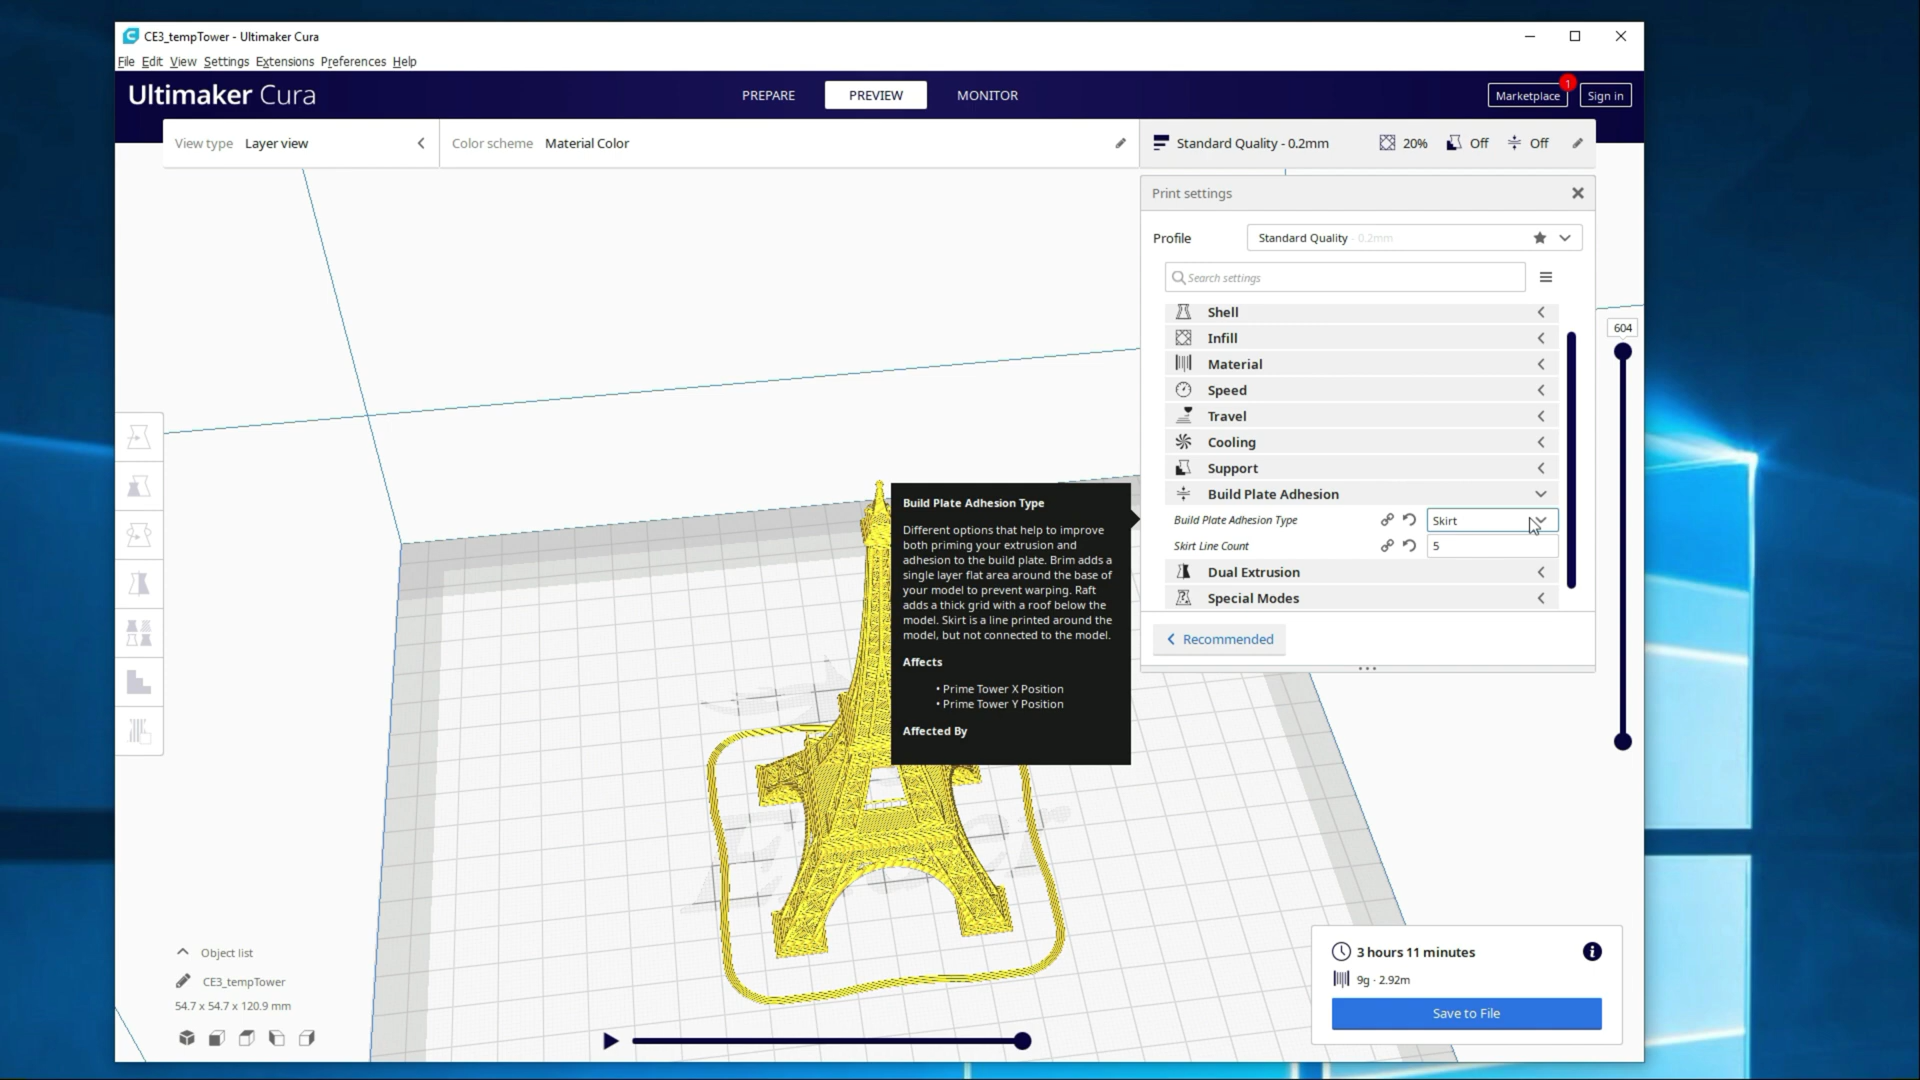 CE3_tempTower - Ultimaker Cura
File Edit View Settings Extensions Preferences Help
Ultimaker Cura
PREPARE
PREVIEW
MONITOR
1
Marketplace
Sign in
View type Layer view
Color scheme Material Color
Standard Quality - 0.2mm
20%
Off
Off
Print settings
Profile
Standard Quality - 0.2mm
Search settings
Shell
Infill
Material
Speed
Travel
Cooling
Support
Build Plate Adhesion
Build Plate Adhesion Type
Skirt
Skirt Line Count
5
Dual Extrusion
Special Modes
Recommended
604
Build Plate Adhesion Type
Different options that help to improve
both priming your extrusion and
adhesion to the build plate. Brim adds a
single layer flat area around the base of
your model to prevent warping. Raft
adds a thick grid with a roof below the
model. Skirt is a line printed around the
model, but not connected to the model.
Affects
• Prime Tower X Position
• Prime Tower Y Position
Affected By
Object list
CE3_tempTower
54.7 x 54.7 x 120.9 mm
3 hours 11 minutes
9g · 2.92m
Save to File